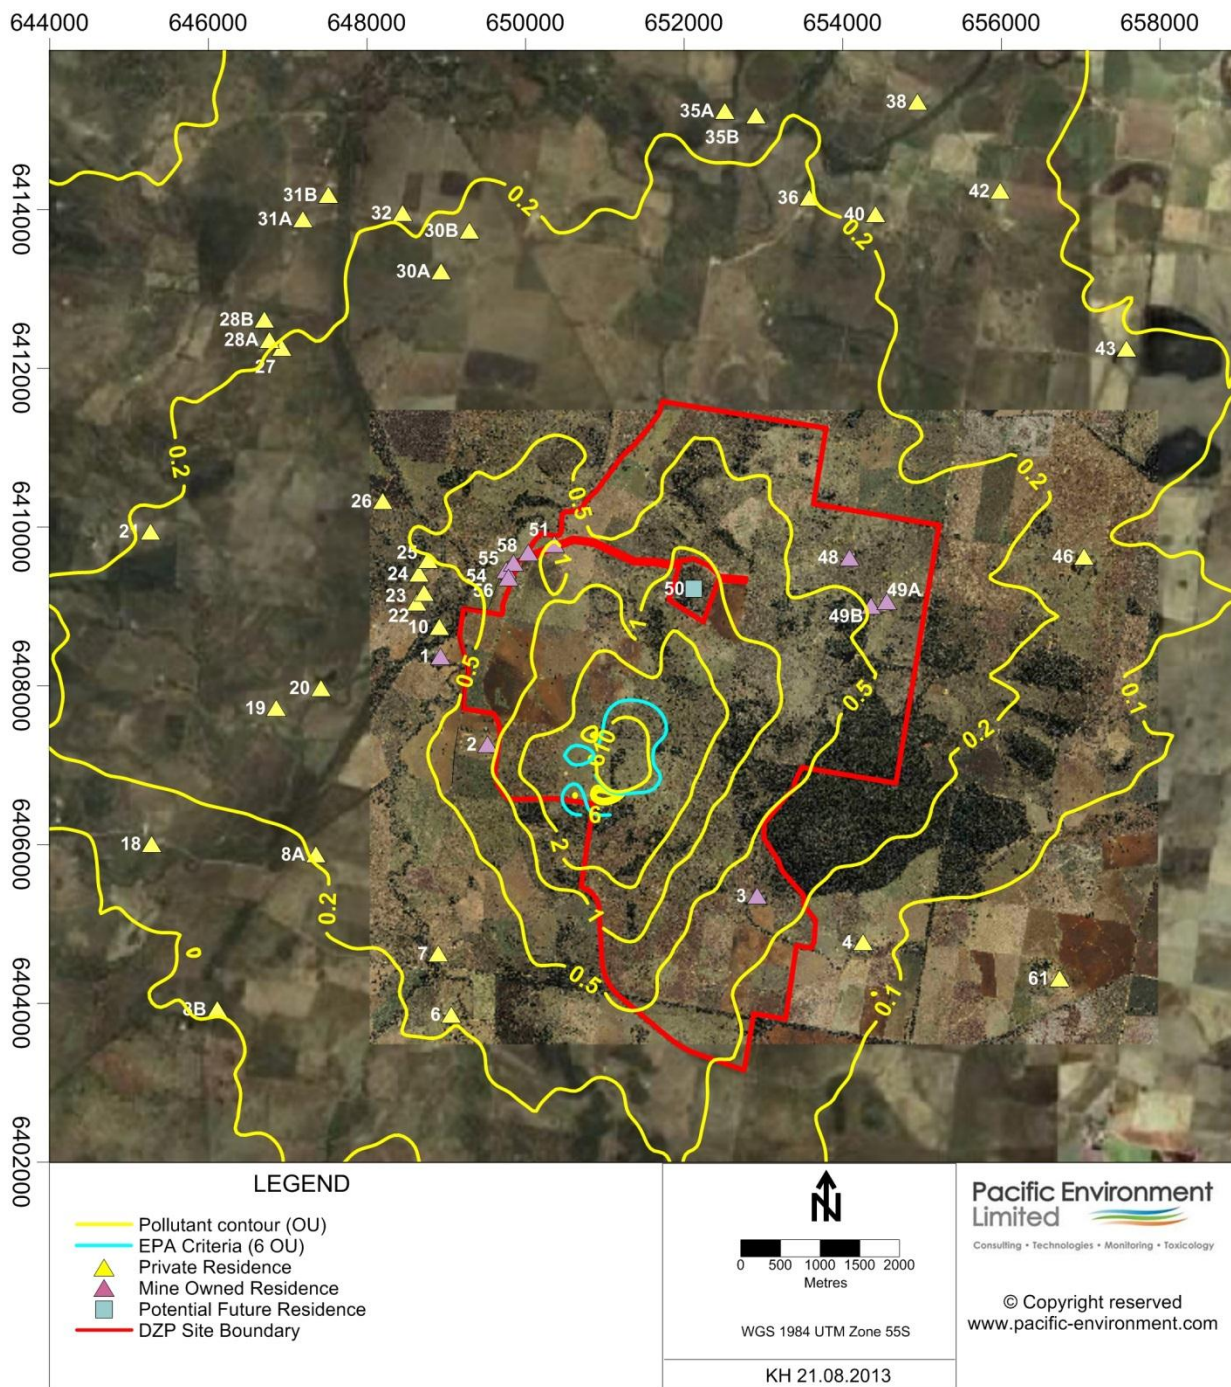 644000 646000 648000 650000 652000 654000 656000 658000
6414000
6412000
6410000
6408000
6406000
6404000
6402000
35A
35B
38
31B
31A
32
0.2
30B
36
40
42
0.2
30A
28B
28A
27
43
0.2
0.2
26
0.5
21
51
58
1
25
55
24
54
56
23
22
50
48
49A
49B
46
10
1
1
0.5
20
19
0.5
0.1
0.2
2
810
6
18
8A
2
0.2
3
1
7
4
0
0.5
61
0.1
8B
6
LEGEND
Pollutant contour (OU)
EPA Criteria (6 OU)
Private Residence
Mine Owned Residence
Potential Future Residence
DZP Site Boundary
N
0 500 1000 1500 2000
Metres
WGS 1984 UTM Zone 55S
KH 21.08.2013
Pacific Environment
Limited
Consulting • Technologies • Monitoring • Toxicology
© Copyright reserved
www.pacific-environment.com